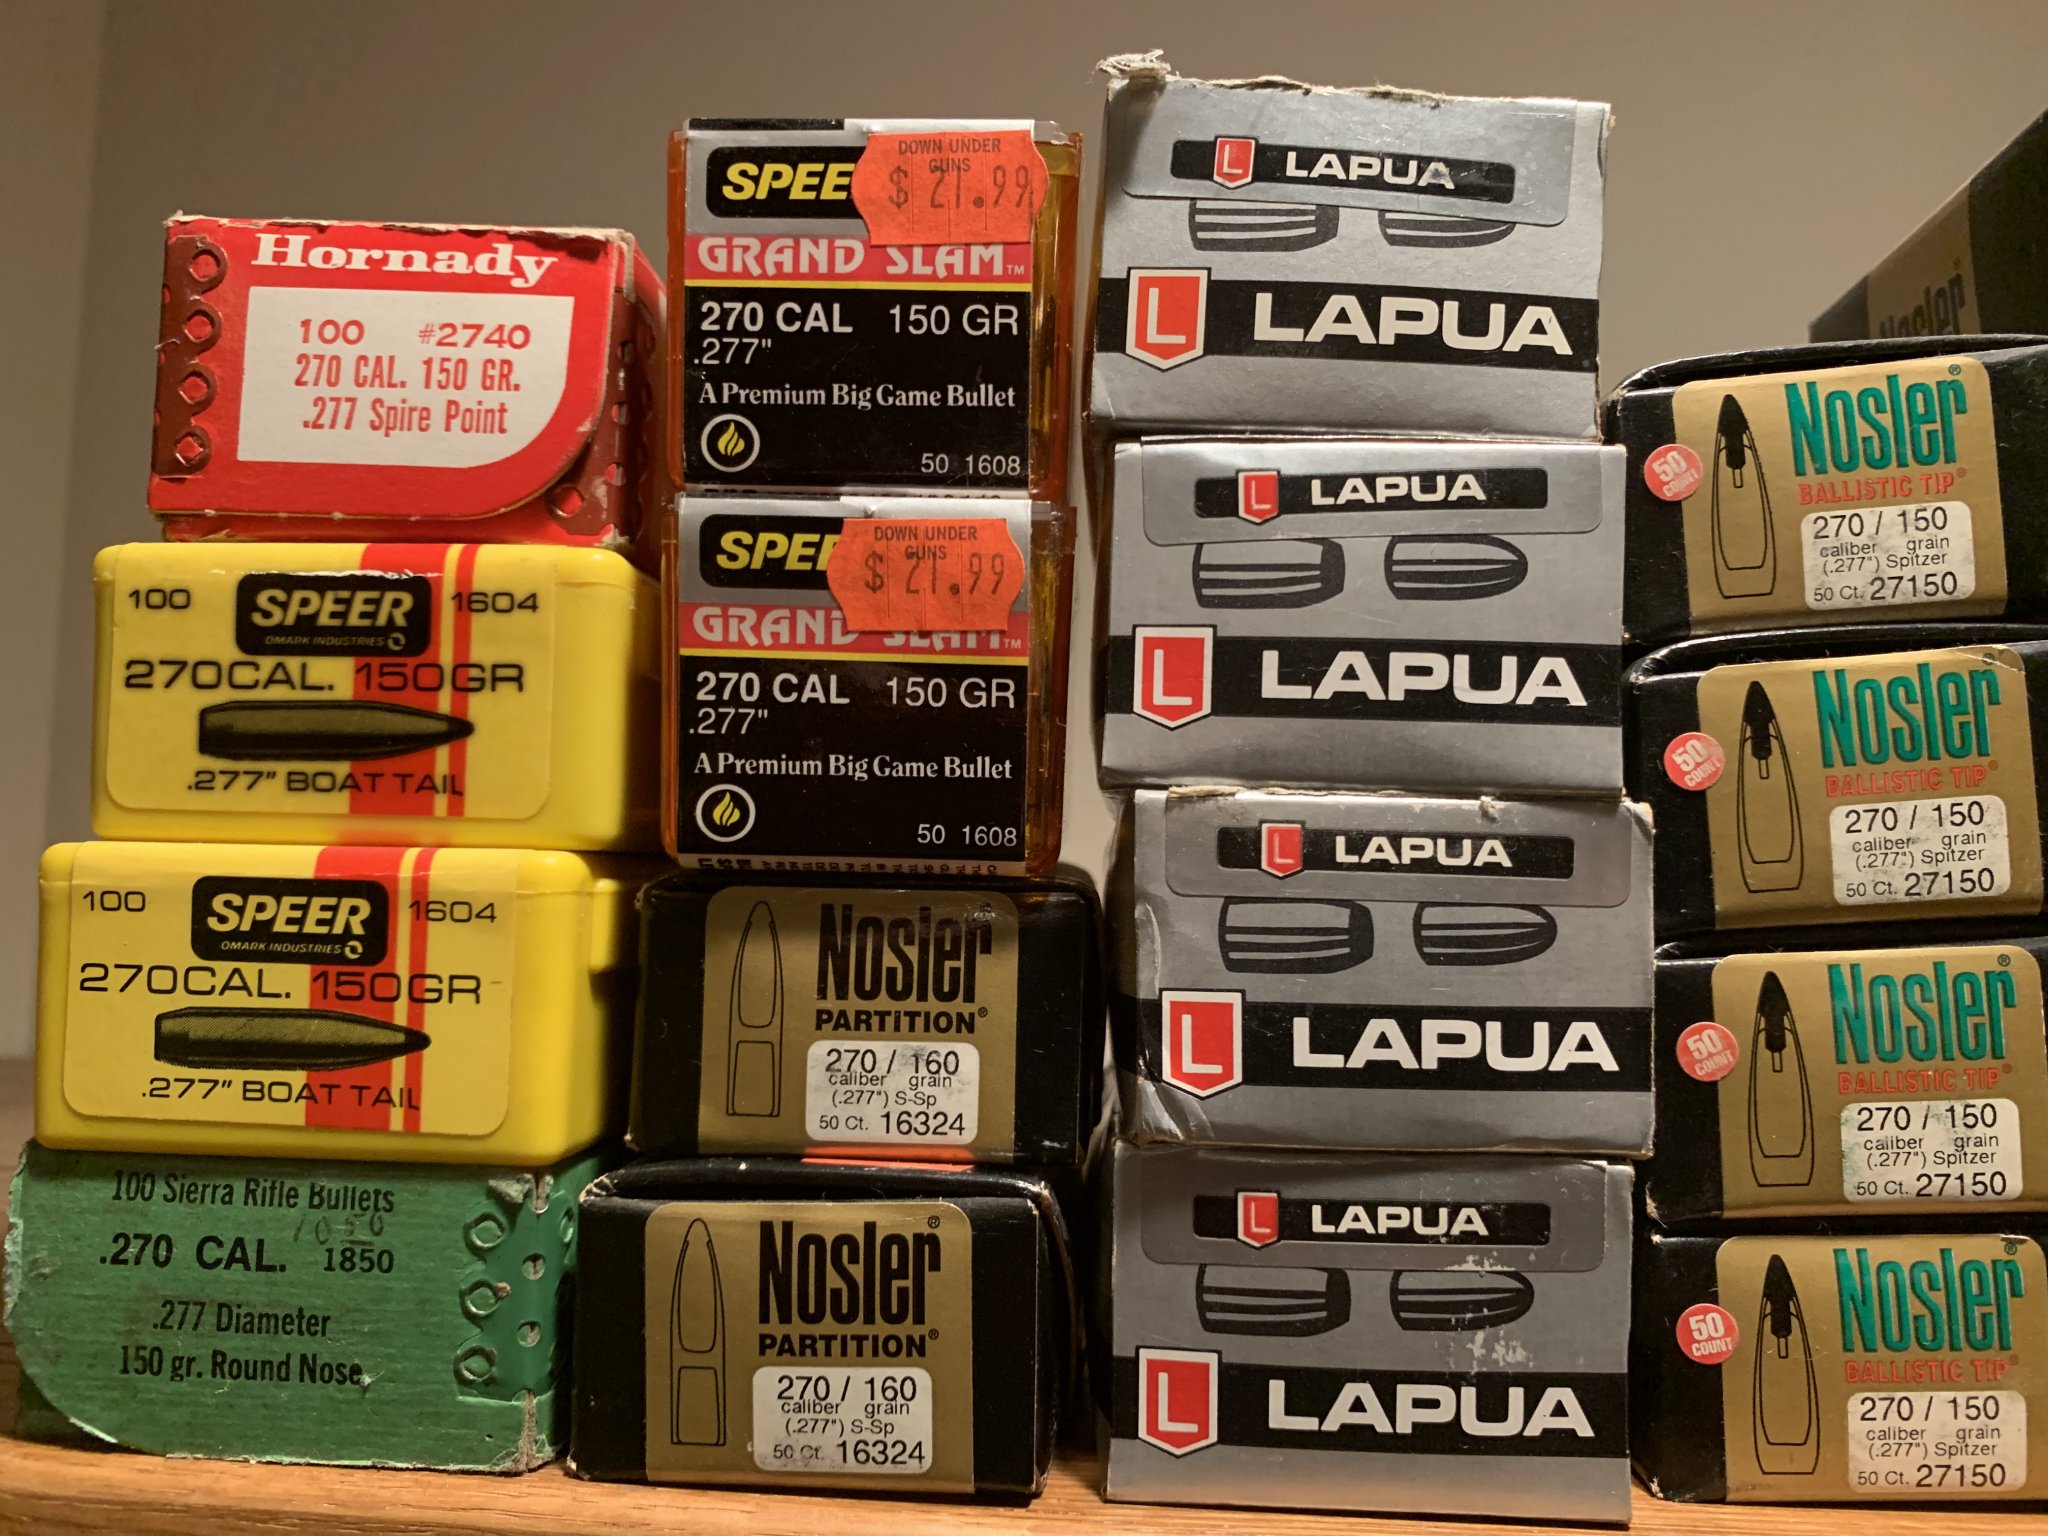 Hornady
100 #2740
270 CAL. 150 GR.
.277 Spire Point
100 SPEER 1604
OMARK INDUSTRIES
270CAL. 150GR
.277" BOAT TAIL
100 SPEER 1604
OMARK INDUSTRIES
270CAL. 150GR
.277" BOAT TAIL
100 Sierra Rifle Bullets
.270 CAL. 1850
.277 Diameter
150 gr. Round Nose
SPEE
DOWN UNDER
GUNS
$ 21.99
GRAND SLAM™
270 CAL 150 GR
.277"
A Premium Big Game Bullet
50 1608
SPEE
DOWN UNDER
GUNS
$ 21.99
GRAND SLAM™
270 CAL 150 GR
.277"
A Premium Big Game Bullet
50 1608
Nosler®
PARTITION®
270 / 160
caliber grain
(.277") S-Sp
50 Ct. 16324
Nosler®
PARTITION®
270 / 160
caliber grain
(.277") S-Sp
50 Ct. 16324
L LAPUA
L LAPUA
L LAPUA
L LAPUA
L LAPUA
L LAPUA
L LAPUA
L LAPUA
Nosler
Nosler®
BALLISTIC TIP®
50
COUNT
270 / 150
caliber grain
(.277") Spitzer
50 Ct. 27150
Nosler®
BALLISTIC TIP®
50
COUNT
270 / 150
caliber grain
(.277") Spitzer
50 Ct. 27150
Nosler®
BALLISTIC TIP®
50
COUNT
270 / 150
caliber grain
(.277") Spitzer
50 Ct. 27150
Nosler®
BALLISTIC TIP®
50
COUNT
270 / 150
caliber grain
(.277") Spitzer
50 Ct. 27150